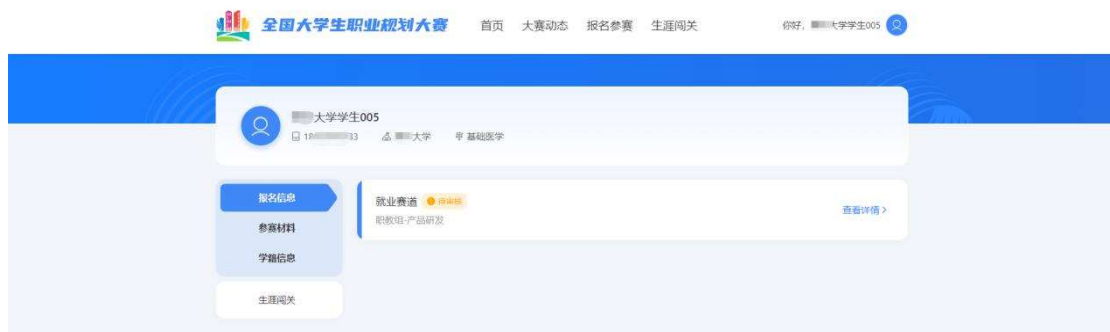 全国大学生职业规划大赛 首页 大赛动态 报名参赛 生涯闯关 你好, 大学学生005
大学学生005
18 33 大学 基础医学
报名信息
就业赛道 待审核
查看详情 >
职教组-产品研发
参赛材料
学籍信息
生涯闯关